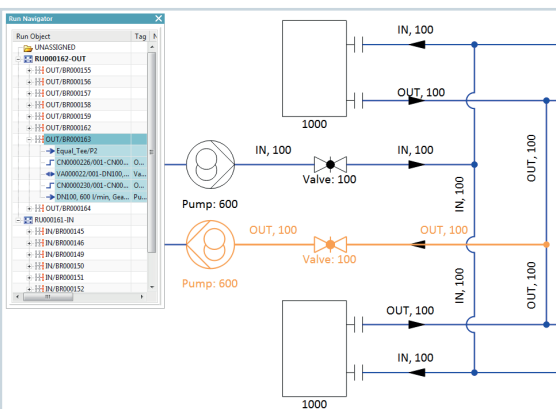 Run Navigator
Run Object Tag N
UNASSIGNED
RU000162-OUT
OUT/BR000155
OUT/BR000156
OUT/BR000157
OUT/BR000158
OUT/BR000159
OUT/BR000162
OUT/BR000163
Equal_Tee/P2
CN0000226/001-CN00... O...
VA000022/001-DN100,... Va...
CN0000230/001-CN00... O...
DN100, 600 l/min, Gea... Pu...
OUT/BR000164
RU000161-IN
IN/BR000145
IN/BR000146
IN/BR000149
IN/BR000150
IN/BR000151
IN/BR000152
IN, 100
OUT, 100
1000
OUT, 100
IN, 100
IN, 100
Valve: 100
Pump: 600
IN, 100
OUT, 100
OUT, 100
Valve: 100
Pump: 600
IN, 100
OUT, 100
OUT, 100
IN, 100
1000